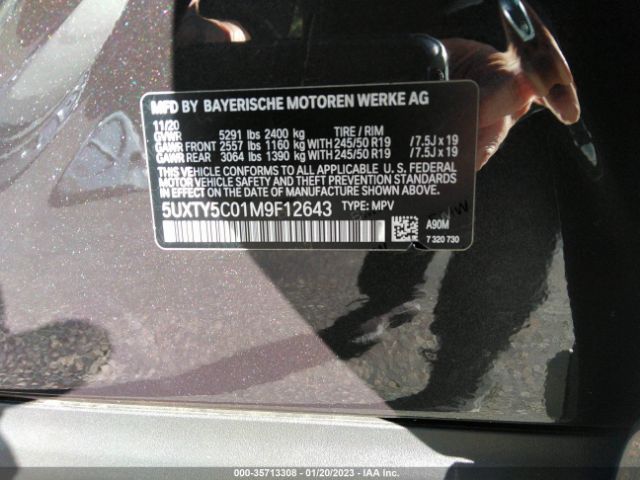 MFD BY BAYERISCHE MOTOREN WERKE AG
11/20
GVWR 5291 lbs 2400 kg TIRE / RIM
GAWR FRONT 2557 lbs 1160 kg WITH 245/50 R19 /7.5J x 19
GAWR REAR 3064 lbs 1390 kg WITH 245/50 R19 /7.5J x 19
THIS VEHICLE CONFORMS TO ALL APPLICABLE U. S. FEDERAL
MOTOR VEHICLE SAFETY, BUMPER, AND THEFT PREVENTION STANDARDS
IN EFFECT ON THE DATE OF MANUFACTURE SHOWN ABOVE.
5UXTY5C01M9F12643 TYPE: MPV
A90M
7 320 730
000-35713308 - 01/20/2023 - IAA Inc.